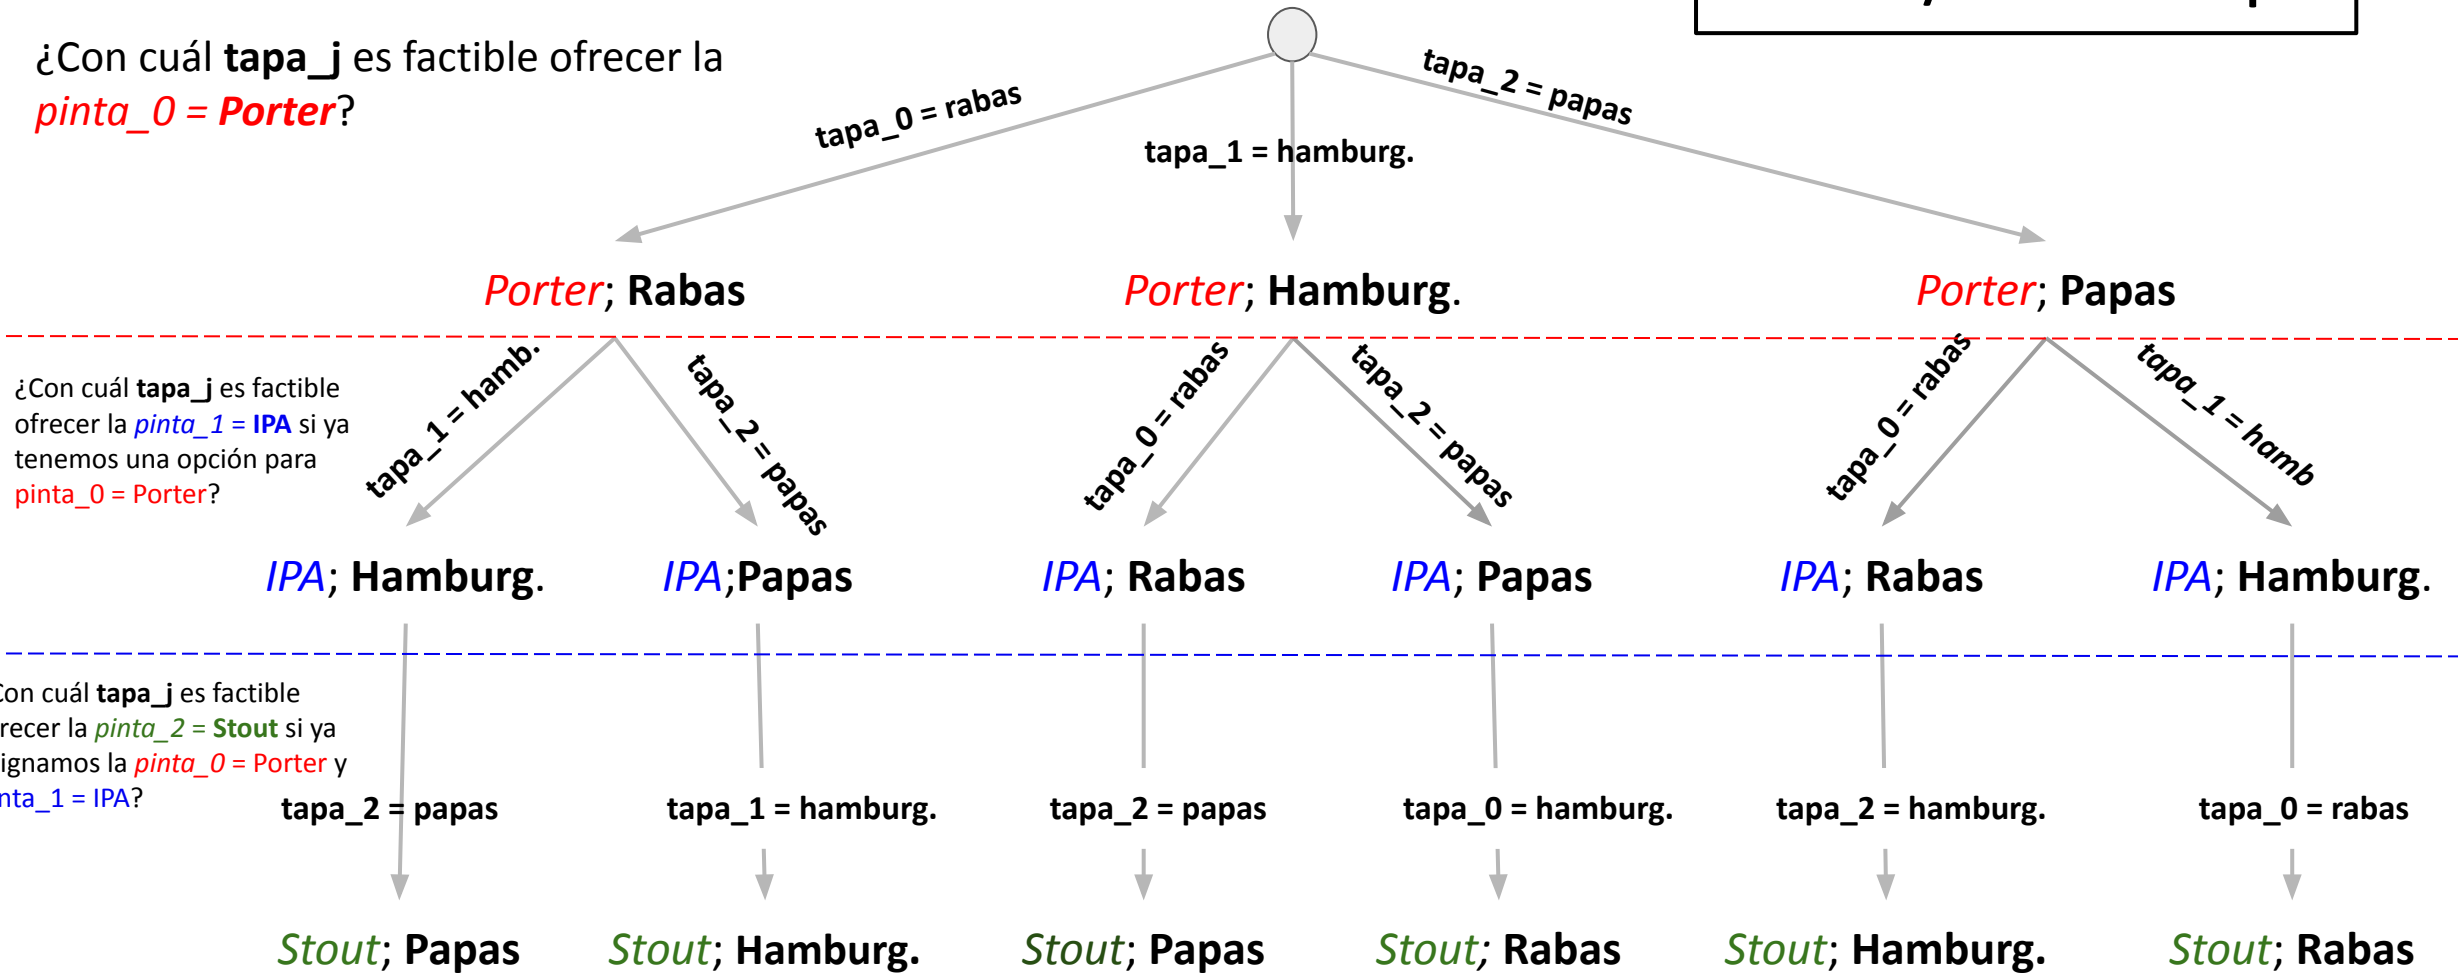 ¿Con cuál tapa_j es factible ofrecer la
pinta_0 = Porter?
tapa_0 = rabas
tapa_1 = hamburg.
tapa_2 = papas
Porter; Rabas
Porter; Hamburg.
Porter; Papas
¿Con cuál tapa_j es factible
ofrecer la pinta_1 = IPA si ya
tenemos una opción para
pinta_0 = Porter?
tapa_1 = hamb.
tapa_2 = papas
tapa_0 = rabas
tapa_2 = papas
tapa_0 = rabas
tapa_1 = hamb
IPA; Hamburg.
IPA;Papas
IPA; Rabas
IPA; Papas
IPA; Rabas
IPA; Hamburg.
Con cuál tapa_j es factible
recer la pinta_2 = Stout si ya
ignamos la pinta_0 = Porter y
nta_1 = IPA?
tapa_2 = papas
tapa_1 = hamburg.
tapa_2 = papas
tapa_0 = hamburg.
tapa_2 = hamburg.
tapa_0 = rabas
Stout; Papas
Stout; Hamburg.
Stout; Papas
Stout; Rabas
Stout; Hamburg.
Stout; Rabas